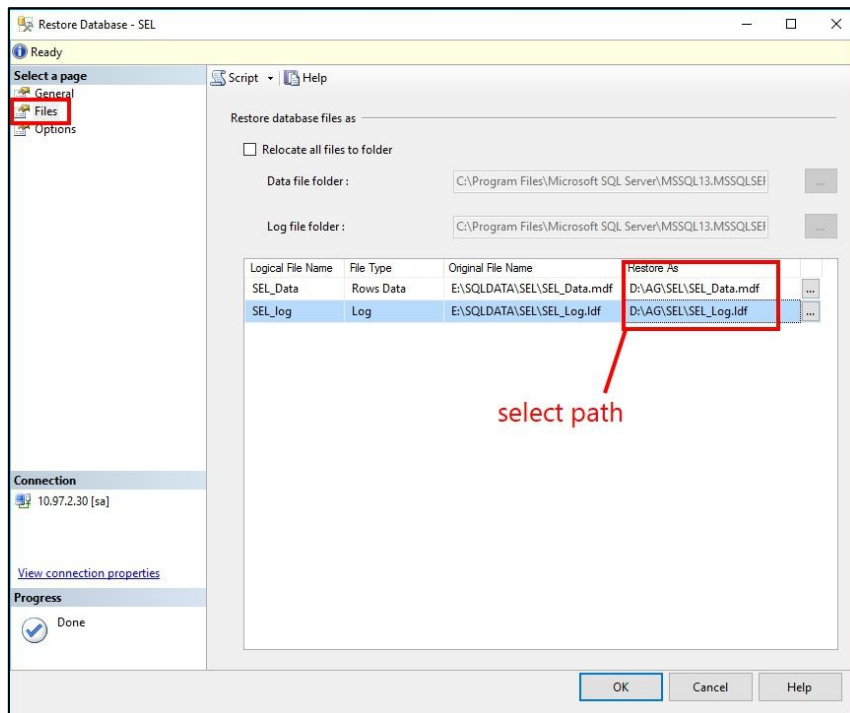 Restore Database - SEL
Ready
Select a page
General
Files
Options
Script
Help
Restore database files as
Relocate all files to folder
Data file folder :
C:\Program Files\Microsoft SQL Server\MSSQL13.MSSQLSEF
...
Log file folder :
C:\Program Files\Microsoft SQL Server\MSSQL13.MSSQLSEF
...
Logical File Name File Type Original File Name Restore As
SEL_Data Rows Data E:\SQLDATA\SEL\SEL_Data.mdf D:\AG\SEL\SEL_Data.mdf ...
SEL_log Log E:\SQLDATA\SEL\SEL_Log.ldf D:\AG\SEL\SEL_Log.ldf ...
select path
Connection
10.97.2.30 [sa]
View connection properties
Progress
Done
OK Cancel Help